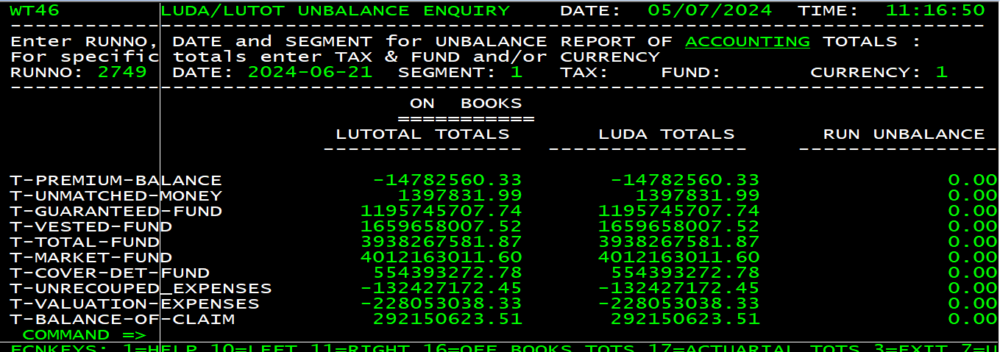 WT46 LUDA/LUTOT UNBALANCE ENQUIRY DATE: 05/07/2024 TIME: 11:16:50
-------------------------------------------------------------------------------
Enter RUNNO, DATE and SEGMENT for UNBALANCE REPORT OF ACCOUNTING TOTALS :
For specific totals enter TAX & FUND and/or CURRENCY
RUNNO: 2749 DATE: 2024-06-21 SEGMENT: 1 TAX: FUND: CURRENCY: 1
-------------------------------------------------------------------------------
ON BOOKS
===========
LUTOTAL TOTALS LUDA TOTALS RUN UNBALANCE
---------------- ---------------- ----------------
T-PREMIUM-BALANCE -14782560.33 -14782560.33 0.00
T-UNMATCHED-MONEY 1397831.99 1397831.99 0.00
T-GUARANTEED-FUND 1195745707.74 1195745707.74 0.00
T-VESTED-FUND 1659658007.52 1659658007.52 0.00
T-TOTAL-FUND 3938267581.87 3938267581.87 0.00
T-MARKET-FUND 4012163011.60 4012163011.60 0.00
T-COVER-DET-FUND 554393272.78 554393272.78 0.00
T-UNRECOUPED_EXPENSES -132427172.45 -132427172.45 0.00
T-VALUATION-EXPENSES -228053038.33 -228053038.33 0.00
T-BALANCE-OF-CLAIM 292150623.51 292150623.51 0.00
COMMAND =>
FCNKEYS: 1=HELP 10=LEFT 11=RIGHT 16=OFF BOOKS TOTS 17=ACTUARIAL TOTS 3=EXIT 7=U